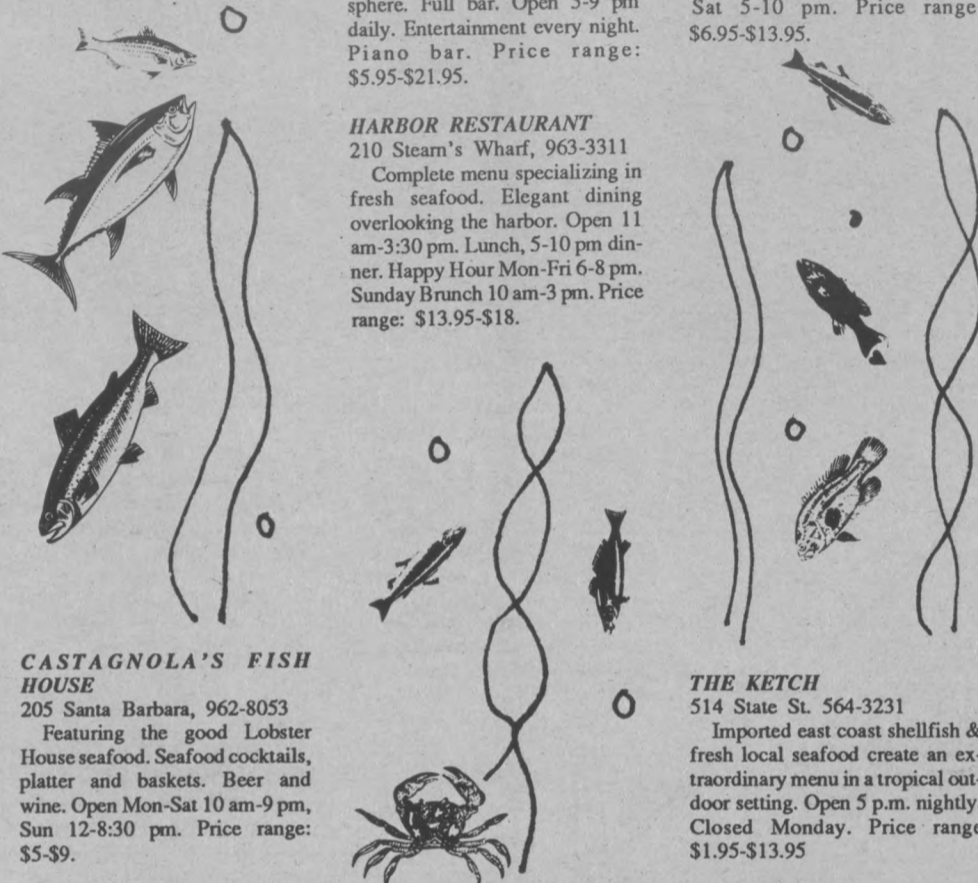 sphere. Full bar. Open 5-9 pm
daily. Entertainment every night.
Piano bar. Price range:
$5.95-$21.95.
HARBOR RESTAURANT
210 Stearn's Wharf, 963-3311
Complete menu specializing in
fresh seafood. Elegant dining
overlooking the harbor. Open 11
am-3:30 pm. Lunch, 5-10 pm din-
ner. Happy Hour Mon-Fri 6-8 pm.
Sunday Brunch 10 am-3 pm. Price
range: $13.95-$18.
Sat 5-10 pm. Price range
$6.95-$13.95.
CASTAGNOLA'S FISH
HOUSE
205 Santa Barbara, 962-8053
Featuring the good Lobster
House seafood. Seafood cocktails,
platter and baskets. Beer and
wine. Open Mon-Sat 10 am-9 pm,
Sun 12-8:30 pm. Price range:
$5-$9.
THE KETCH
514 State St. 564-3231
Imported east coast shellfish &
fresh local seafood create an ex-
traordinary menu in a tropical out-
door setting. Open 5 p.m. nightly
Closed Monday. Price range
$1.95-$13.95